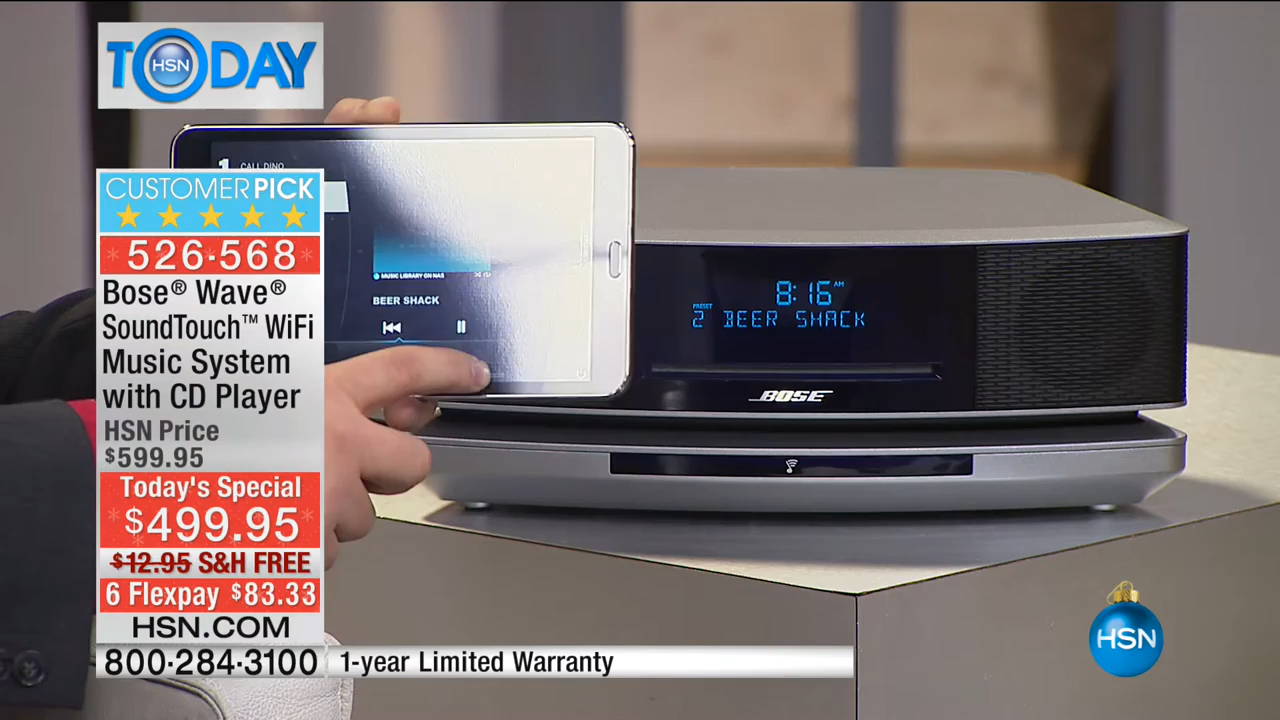 TODAY
HSN
CUSTOMER PICK
526-568
Bose® Wave®
SoundTouch™ WiFi
Music System
with CD Player
HSN Price
$599.95
Today's Special
$499.95
$12.95 S&H FREE
6 Flexpay $83.33
HSN.COM
800·284·3100
1-year Limited Warranty
1 CALL DINO
MUSIC LIBRARY ON NAS
BEER SHACK
8:16 AM
PRESET
2 BEER SHACK
BOSE
HSN